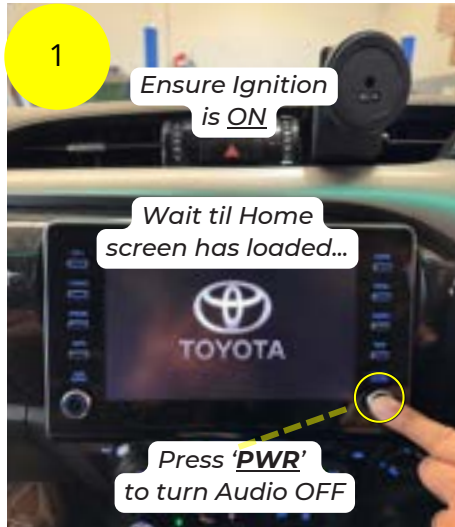 1
Ensure Ignition
is ON
Wait til Home
screen has loaded...
TOYOTA
Press ‘PWR’
to turn Audio OFF